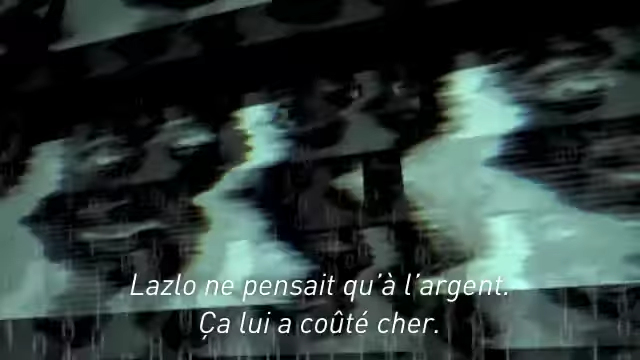 Lazlo ne pensait qu'à l'argent.
Ça lui a coûté cher.